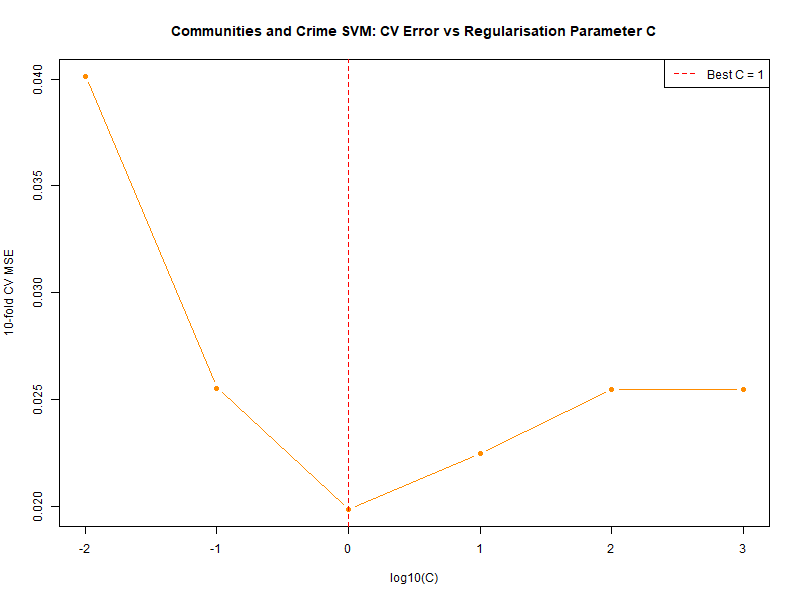 Communities and Crime SVM: CV Error vs Regularisation Parameter C
Best C = 1
10-fold CV MSE
0.040
0.035
0.030
0.025
0.020
-2 -1 0 1 2 3
log10(C)